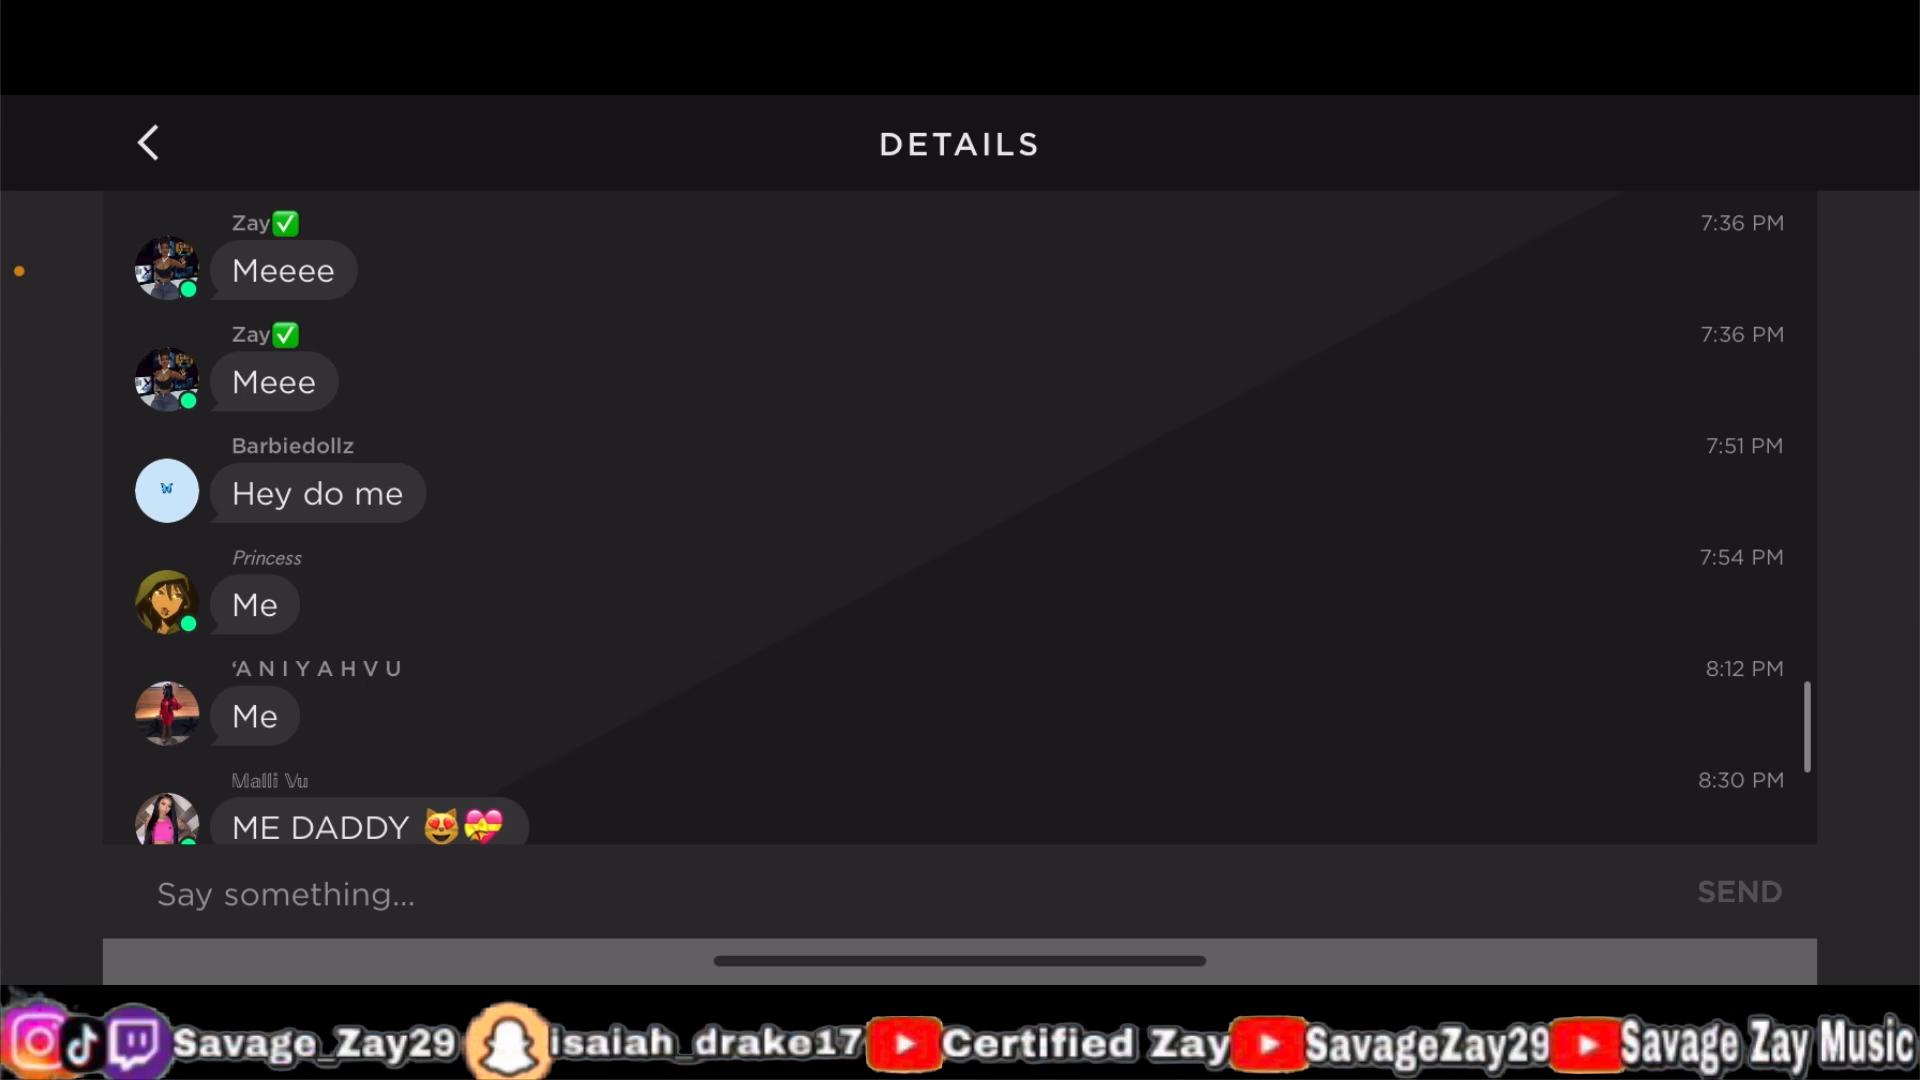 DETAILS
Zay✅ 7:36 PM
Meeee
Zay✅ 7:36 PM
Meee
Barbiedollz 7:51 PM
Hey do me
Princess 7:54 PM
Me
‘A N I Y A H V U 8:12 PM
Me
Malli Vu 8:30 PM
ME DADDY 😻💝
Say something... SEND
Savage_Zay29 isaiah_drake17 Certified Zay SavageZay29 Savage Zay Music